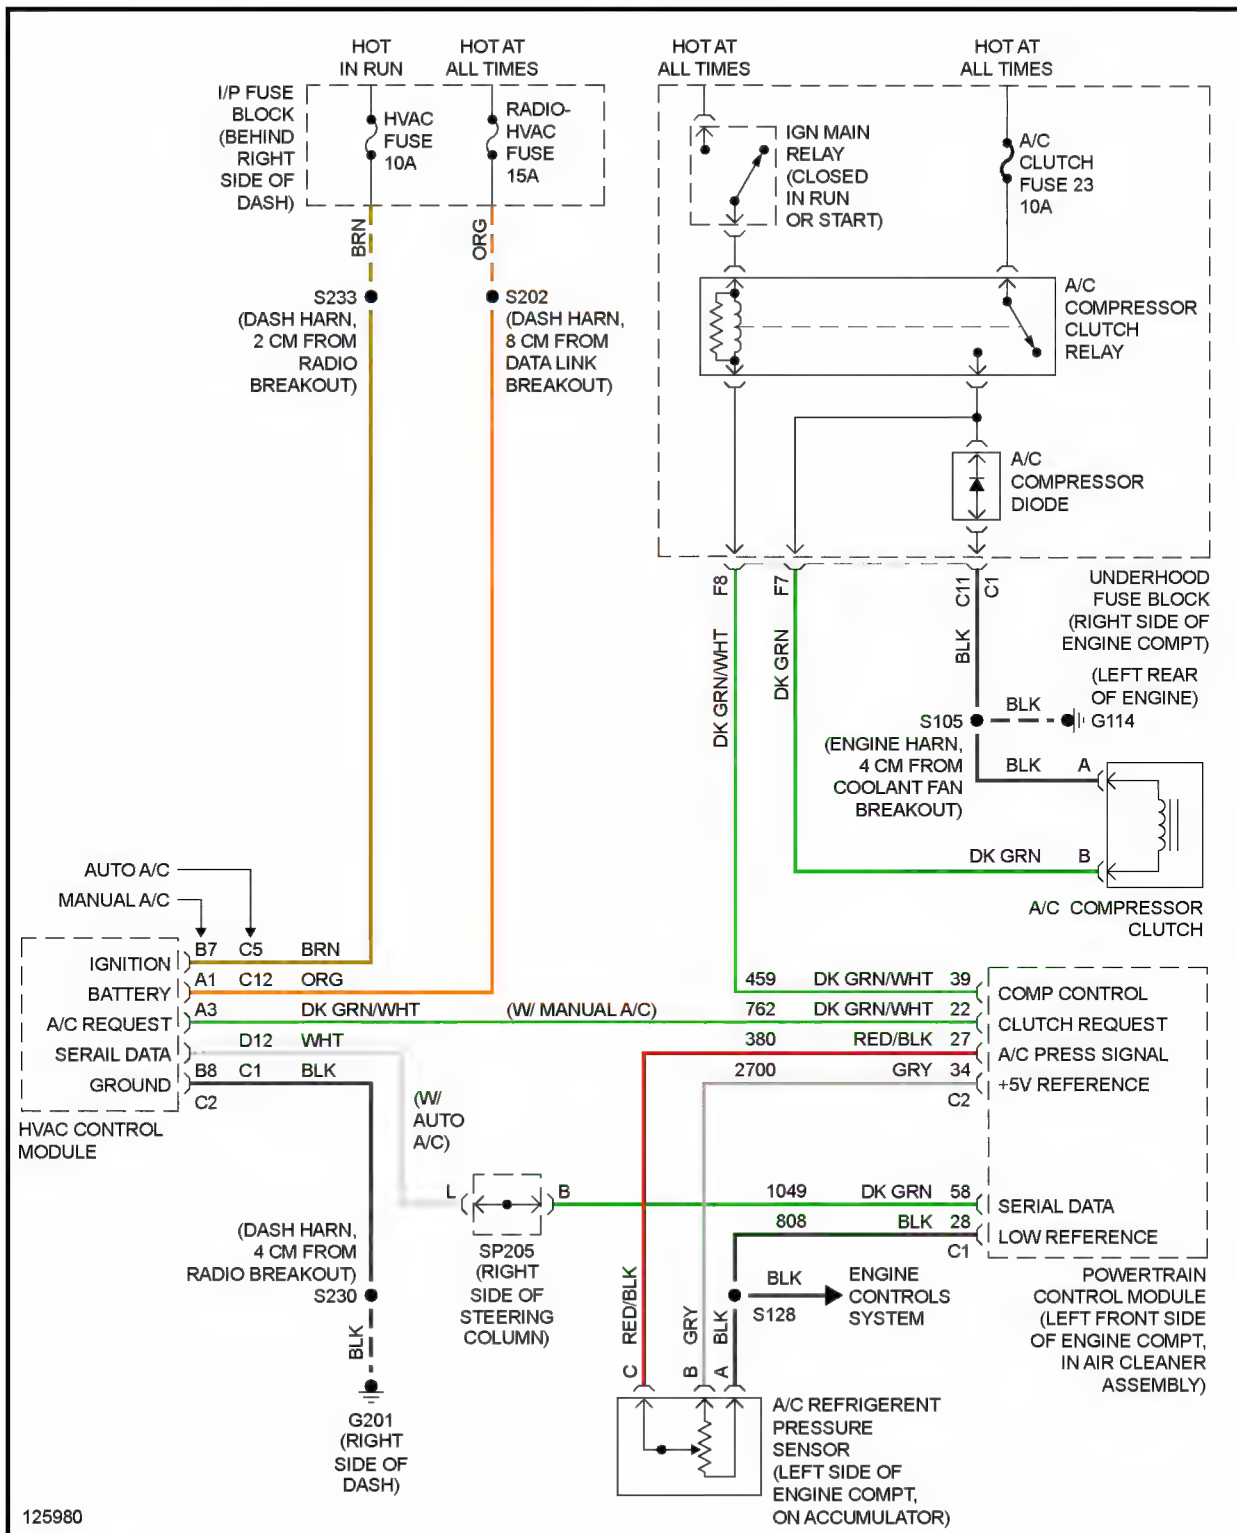 HOT
IN RUN
HOT AT
ALL TIMES
HOT AT
ALL TIMES
HOT AT
ALL TIMES
I/P FUSE
BLOCK
(BEHIND
RIGHT
SIDE OF
DASH)
HVAC
FUSE
10A
RADIO-
HVAC
FUSE
15A
IGN MAIN
RELAY
(CLOSED
IN RUN
OR START)
A/C
CLUTCH
FUSE 23
10A
BRN
ORG
S233
(DASH HARN,
2 CM FROM
RADIO
BREAKOUT)
S202
(DASH HARN,
8 CM FROM
DATA LINK
BREAKOUT)
A/C
COMPRESSOR
CLUTCH
RELAY
A/C
COMPRESSOR
DIODE
F8
F7
C11
C1
UNDERHOOD
FUSE BLOCK
(RIGHT SIDE OF
ENGINE COMPT)
DK GRN/WHT
DK GRN
BLK
(LEFT REAR
OF ENGINE)
BLK
G114
S105
(ENGINE HARN,
4 CM FROM
COOLANT FAN
BREAKOUT)
BLK A
DK GRN B
A/C COMPRESSOR
CLUTCH
AUTO A/C
MANUAL A/C
IGNITION B7 C5 BRN
BATTERY A1 C12 ORG
A/C REQUEST A3 DK GRN/WHT (W/ MANUAL A/C)
SERAIL DATA D12 WHT
GROUND B8 C1 BLK
C2
HVAC CONTROL
MODULE
459 DK GRN/WHT 39 COMP CONTROL
762 DK GRN/WHT 22 CLUTCH REQUEST
380 RED/BLK 27 A/C PRESS SIGNAL
2700 GRY 34 +5V REFERENCE
C2
(W/
AUTO
A/C)
L
B
1049 DK GRN 58 SERIAL DATA
808 BLK 28 LOW REFERENCE
C1
SP205
(RIGHT
SIDE OF
STEERING
COLUMN)
(DASH HARN,
4 CM FROM
RADIO BREAKOUT)
S230
BLK
G201
(RIGHT
SIDE OF
DASH)
BLK
S128
ENGINE
CONTROLS
SYSTEM
POWERTRAIN
CONTROL MODULE
(LEFT FRONT SIDE
OF ENGINE COMPT,
IN AIR CLEANER
ASSEMBLY)
RED/BLK
GRY
BLK
C
B
A
A/C REFRIGERENT
PRESSURE
SENSOR
(LEFT SIDE OF
ENGINE COMPT,
ON ACCUMULATOR)
125980